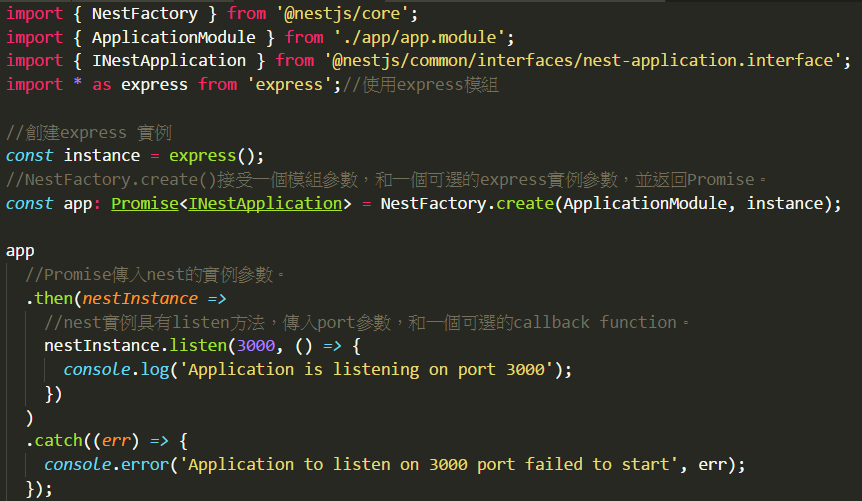 import { NestFactory } from '@nestjs/core';
import { ApplicationModule } from './app/app.module';
import { INestApplication } from '@nestjs/common/interfaces/nest-application.interface';
import * as express from 'express';//使用express模組
//創建express 實例
const instance = express();
//NestFactory.create()接受一個模組參數，和一個可選的express實例參數，並返回Promise。
const app: Promise<INestApplication> = NestFactory.create(ApplicationModule, instance);
app
//Promise傳入nest的實例參數。
.then(nestInstance =>
//nest實例具有listen方法，傳入port參數，和一個可選的callback function。
nestInstance.listen(3000, () => {
console.log('Application is listening on port 3000');
})
)
.catch((err) => {
console.error('Application to listen on 3000 port failed to start', err);
});